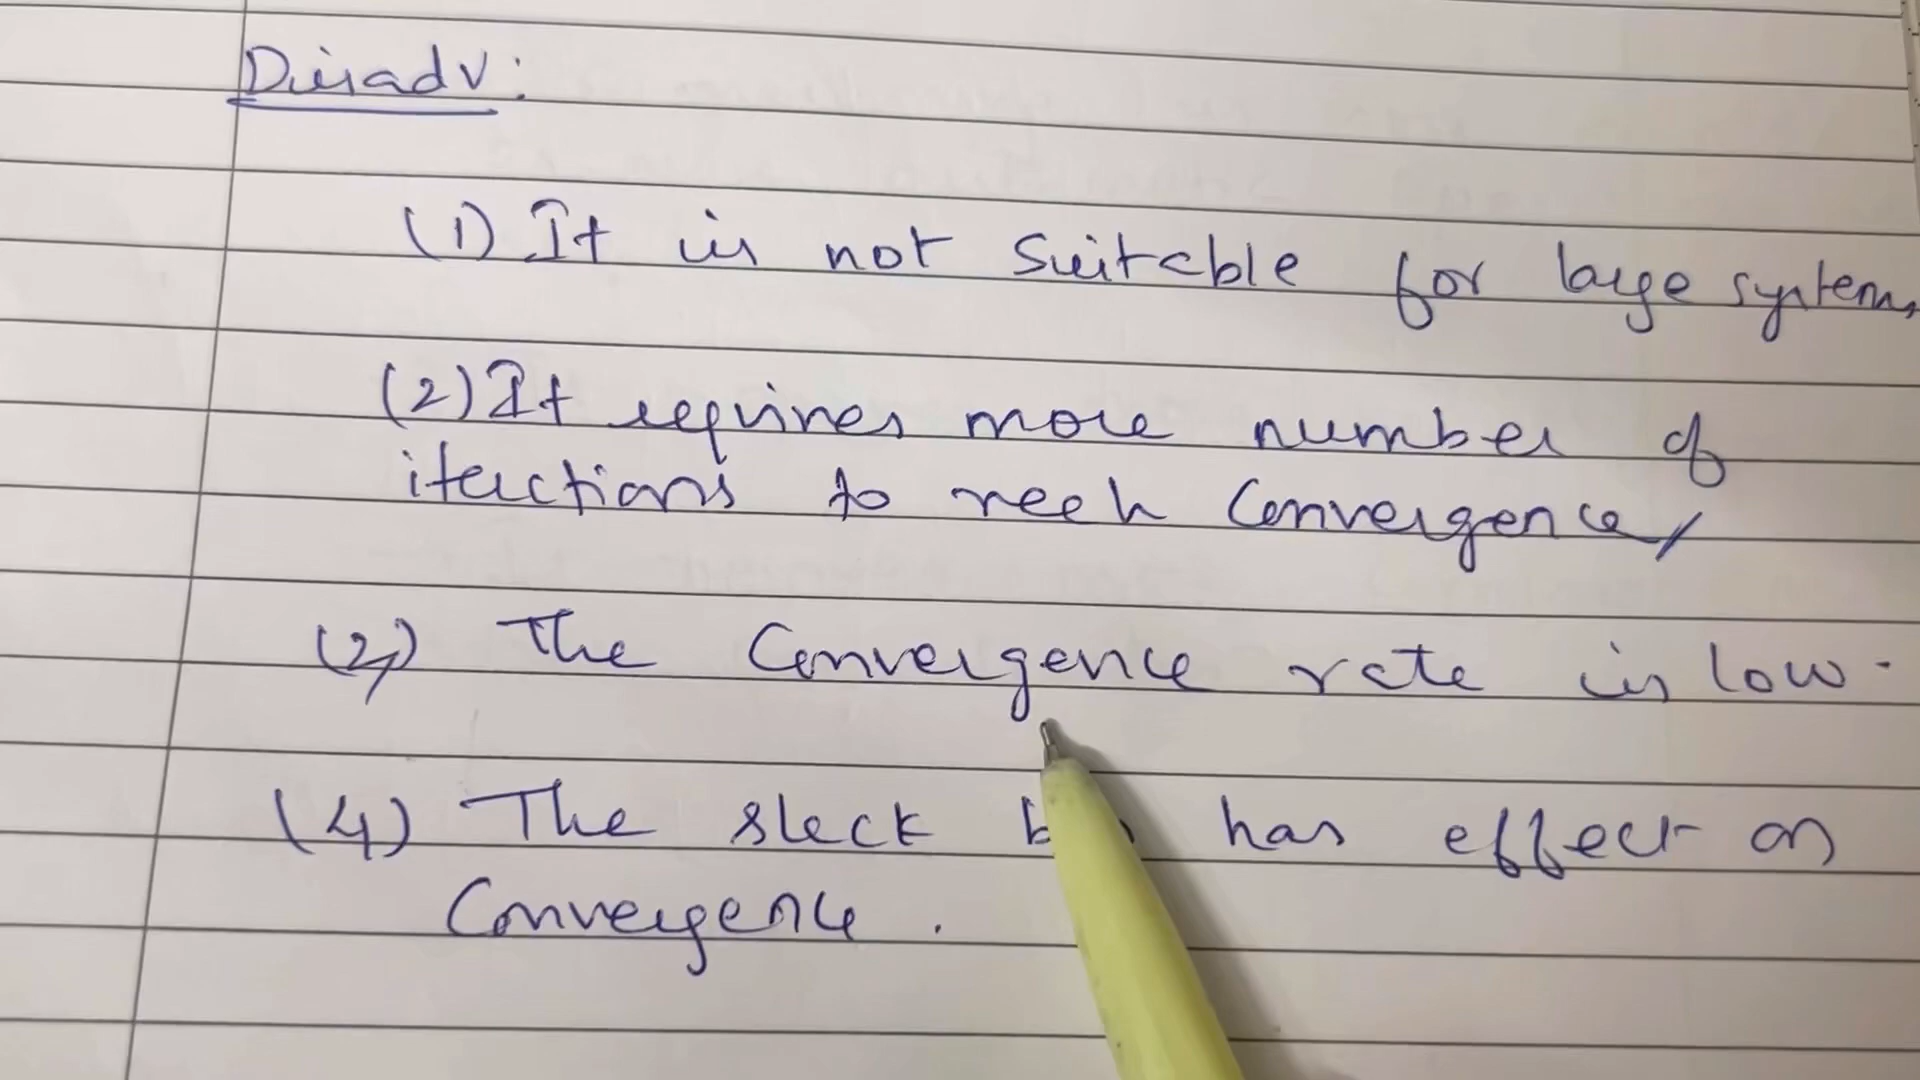 Disadv:
(1) It is not suitable for large systems
(2) It requires more number of
iterations to reach convergence
(3) The convergence rate is low.
(4) The slack has effect on
convergence.